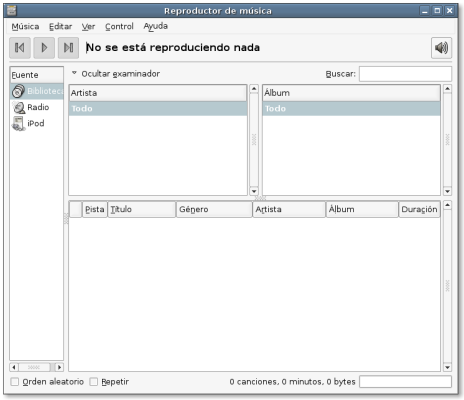 Reproductor de música
Música Editar Ver Control Ayuda
No se está reproduciendo nada
Fuente
Ocultar examinador
Buscar:
Bibliotec
Artista
Álbum
Todo
Todo
Radio
iPod
Pista Título Género Artista Álbum Duración
Orden aleatorio Repetir 0 canciones, 0 minutos, 0 bytes